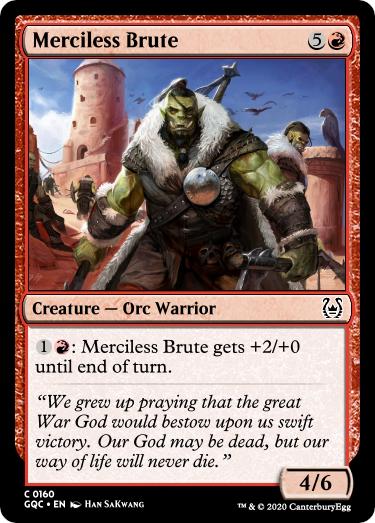 Merciless Brute 5
Creature — Orc Warrior
1 : Merciless Brute gets +2/+0
until end of turn.
“We grew up praying that the great
War God would bestow upon us swift
victory. Our God may be dead, but our
way of life will never die.”
4/6
C 0160
GQC • EN HAN SAKWANG
™ & © 2020 CanterburyEgg